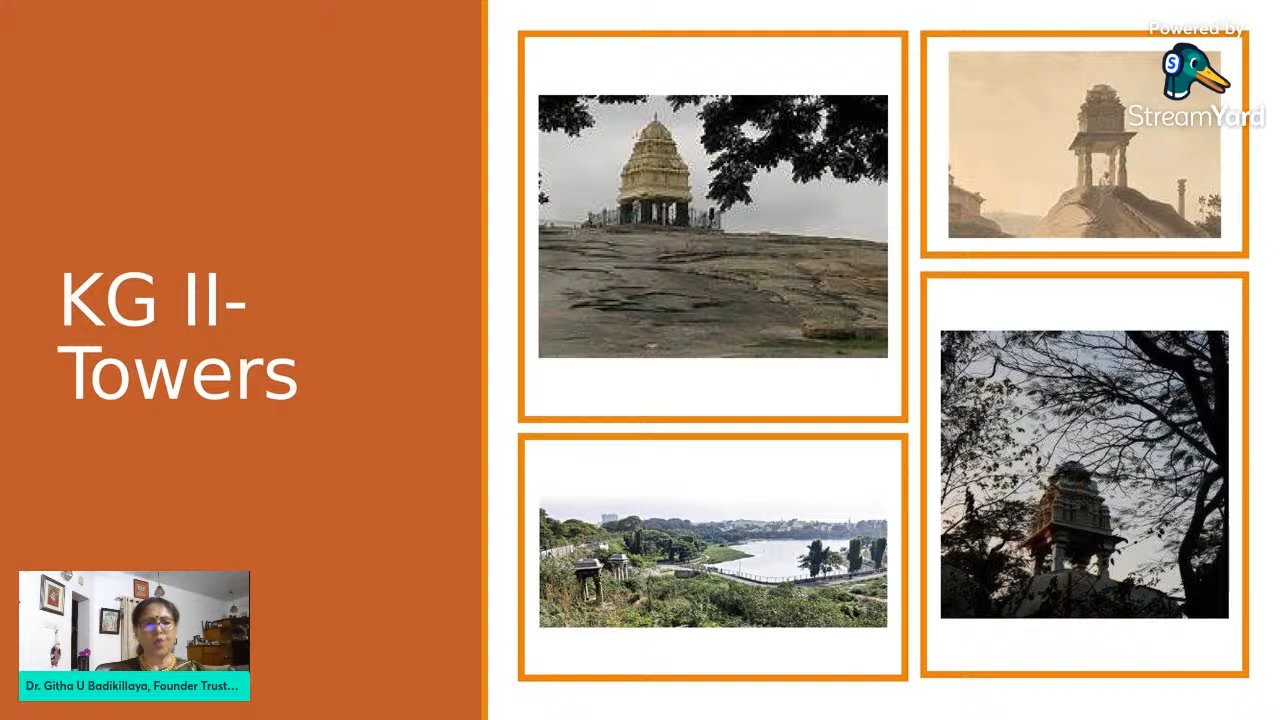 KG II-
Towers
Powered by
StreamYard
Dr. Githa U Badikillaya, Founder Trust...